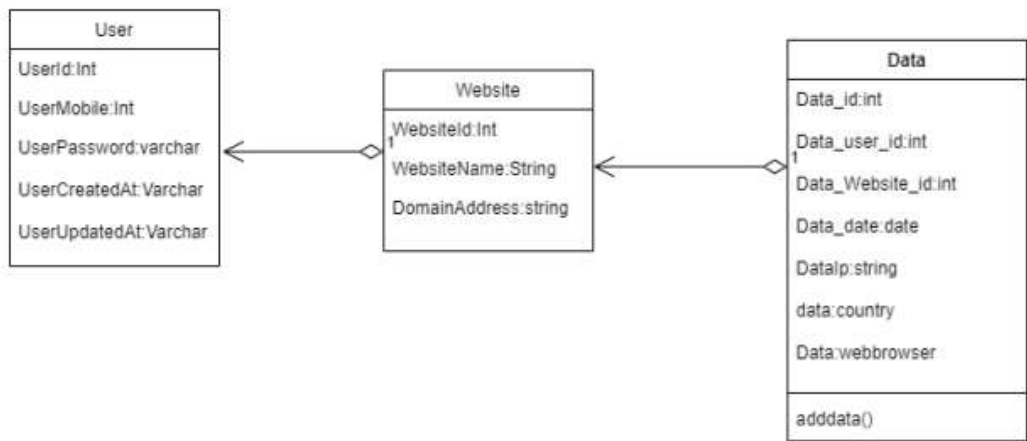 User
UserId:Int
UserMobile:Int
UserPassword:varchar
UserCreatedAt:Varchar
UserUpdatedAt:Varchar
Website
WebsiteId:Int
1
WebsiteName:String
DomainAddress:string
Data
Data_id:int
Data_user_id:int
1
Data_Website_id:int
Data_date:date
DataIp:string
data:country
Data:webbrowser
adddata()